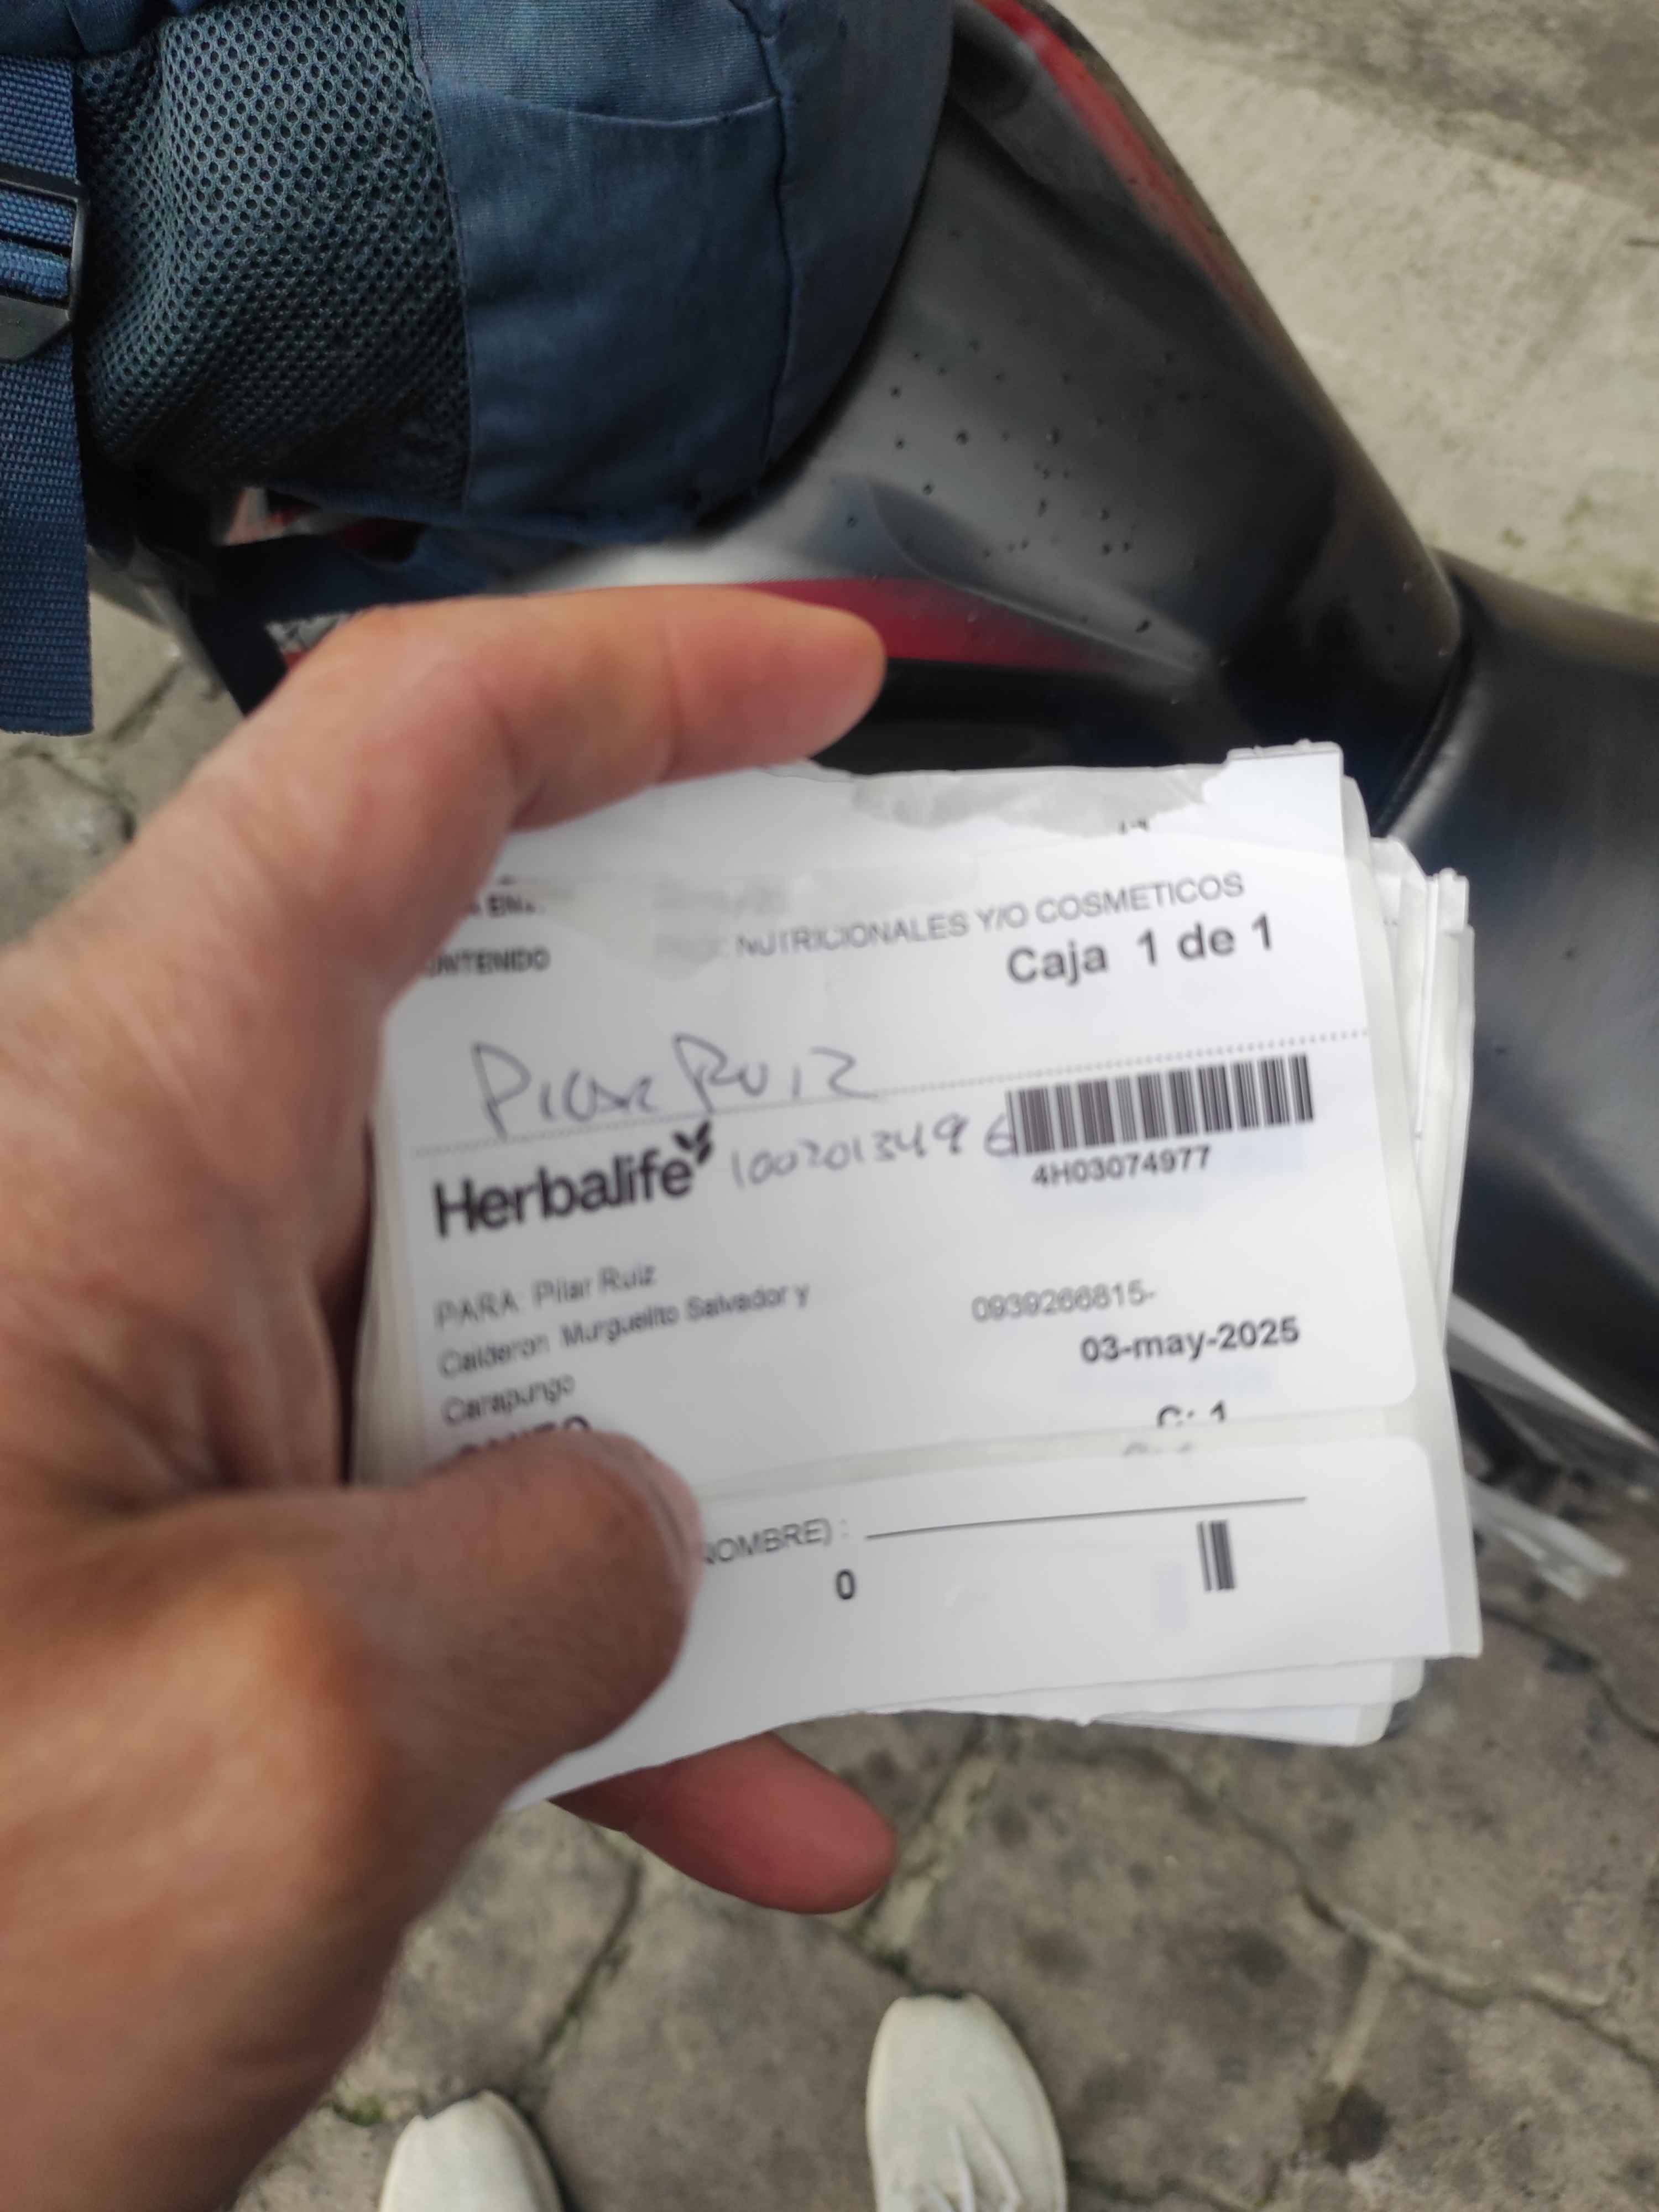 NUTRICIONALES Y/O COSMETICOS
Caja 1 de 1
Pilar Ruiz
Herbalife 1002013496
4H03074977
PARA: Pilar Ruiz
Calderon Murguelito Salvador y
0939266815-
Carapungo
03-may-2025
C: 1
NOMBRE) :
0